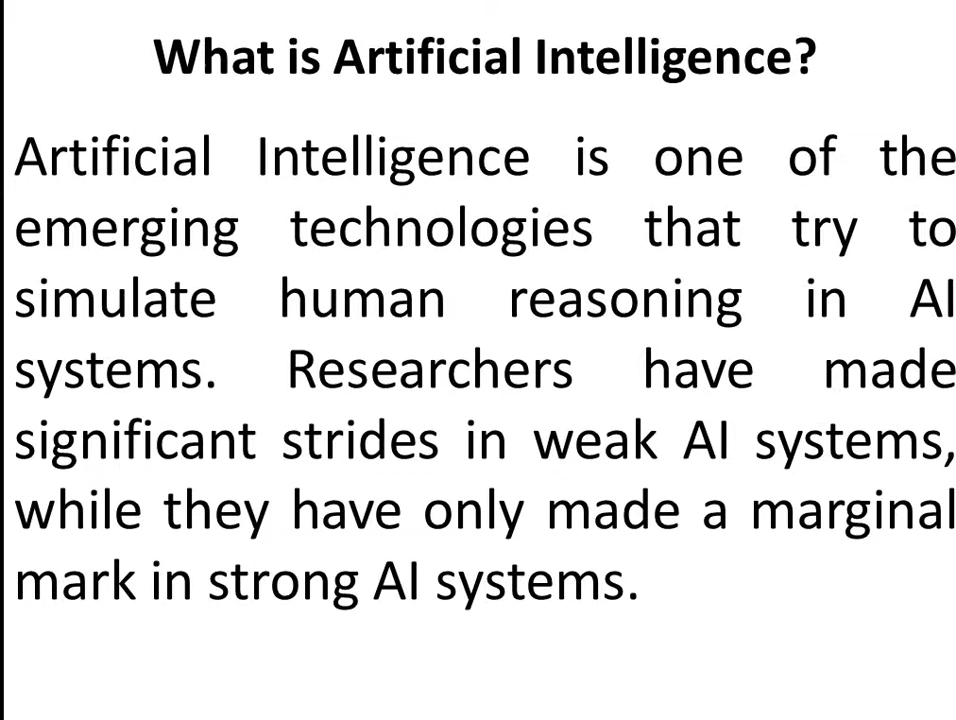 What is Artificial Intelligence?
Artificial Intelligence is one of the
emerging technologies that try to
simulate human reasoning in AI
systems. Researchers have made
significant strides in weak AI systems,
while they have only made a marginal
mark in strong AI systems.